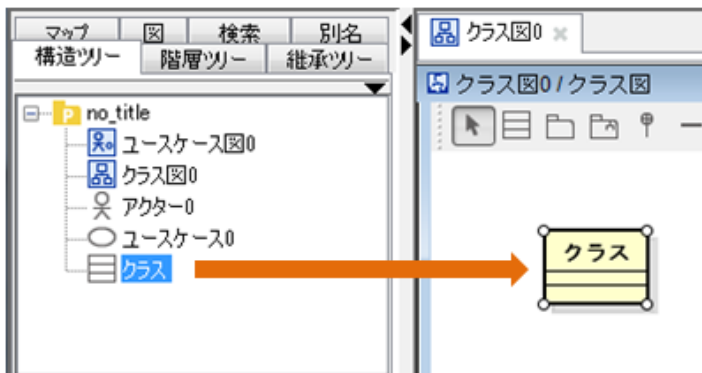 マップ 図 検索 別名
構造ツリー 階層ツリー 継承ツリー
no_title
ユースケース図0
クラス図0
アクター0
ユースケース0
クラス
クラス図0
クラス図0 / クラス図
クラス